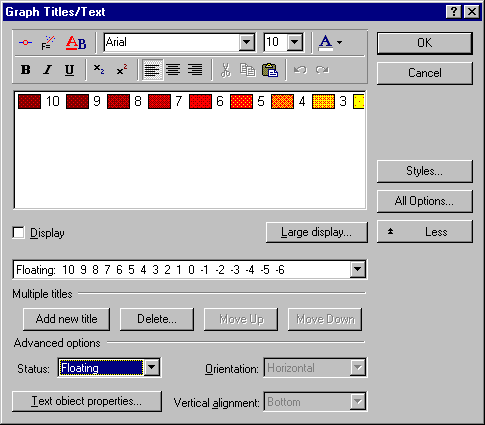 Graph Titles/Text
Arial 10 A
OK
B I U x₂ x²
Cancel
10 9 8 7 6 5 4 3
Styles...
All Options...
Less
Display
Large display...
Floating: 10 9 8 7 6 5 4 3 2 1 0 -1 -2 -3 -4 -5 -6
Multiple titles
Add new title Delete... Move Up Move Down
Advanced options
Status: Floating Orientation: Horizontal
Text object properties... Vertical alignment: Bottom